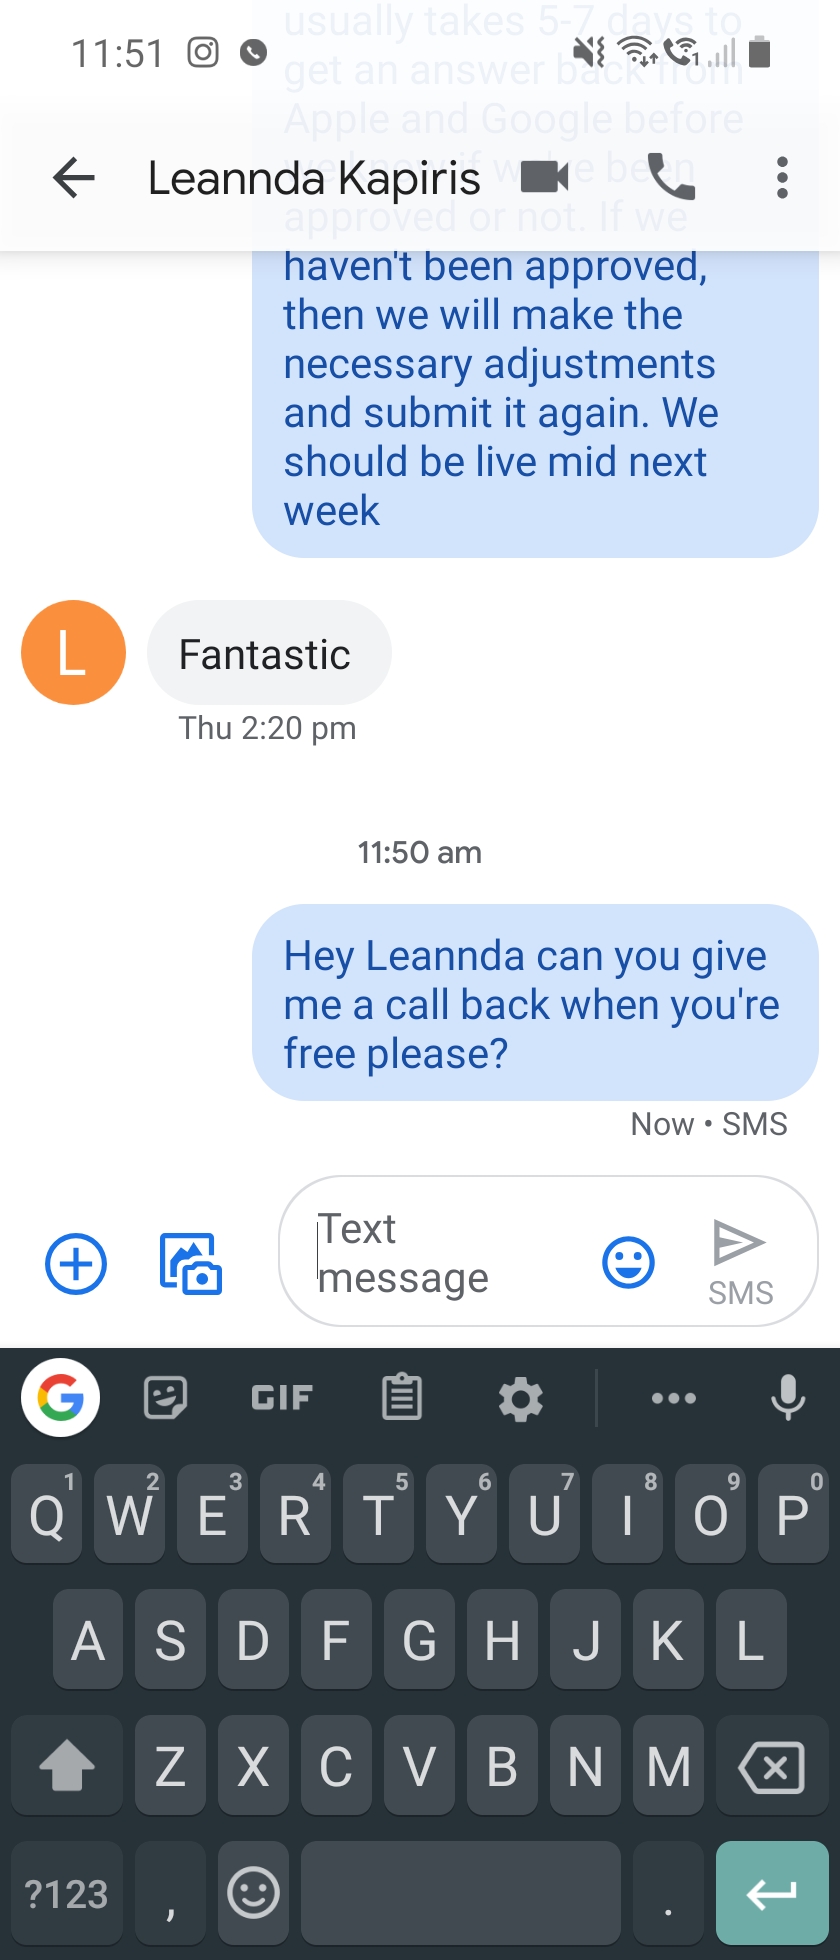 usually takes 5-7 days to
11:51
get an answer back from
Apple and Google before
Leannda Kapiris
we know if we've been
approved or not. If we
haven't been approved,
then we will make the
necessary adjustments
and submit it again. We
should be live mid next
week
L
Fantastic
Thu 2:20 pm
11:50 am
Hey Leannda can you give
me a call back when you're
free please?
Now • SMS
Text
message
SMS
G GIF
1 2 3 4 5 6 7 8 9 0
Q W E R T Y U I O P
A S D F G H J K L
Z X C V B N M
?123 , .